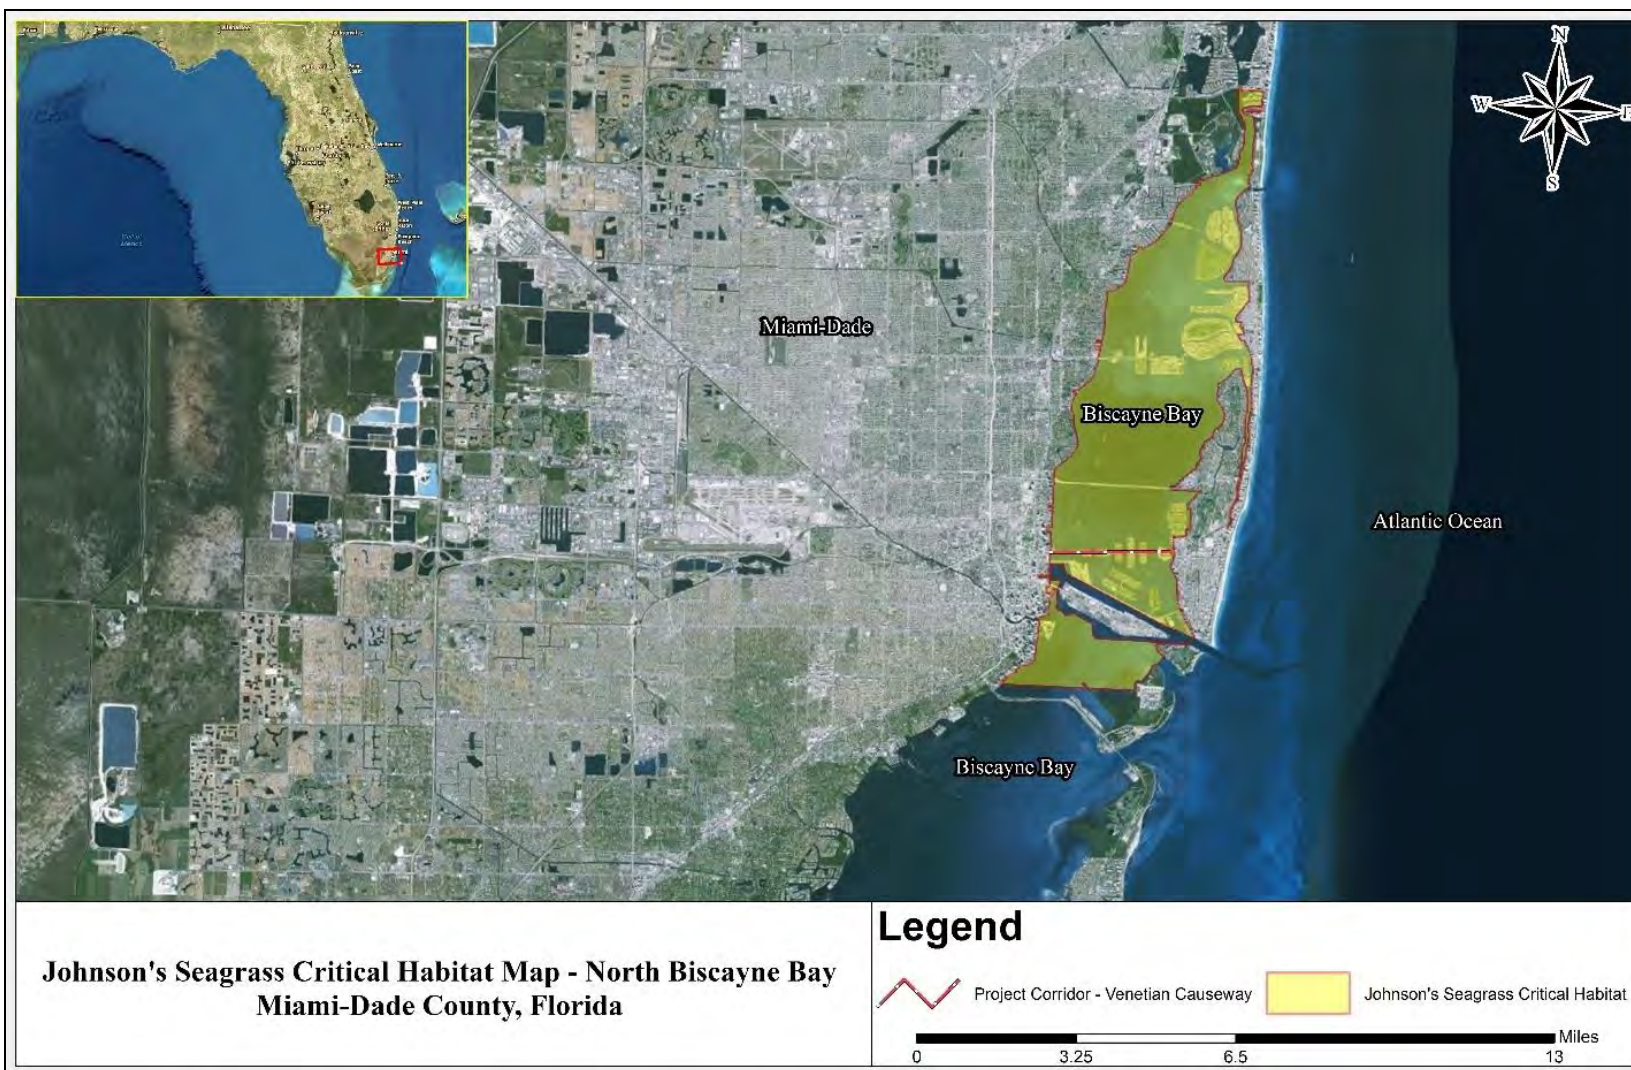 N
W
E
S
Miami-Dade
Biscayne Bay
Atlantic Ocean
Biscayne Bay
Johnson's Seagrass Critical Habitat Map - North Biscayne Bay
Miami-Dade County, Florida
Legend
Project Corridor - Venetian Causeway
Johnson's Seagrass Critical Habitat
Miles
0 3.25 6.5 13